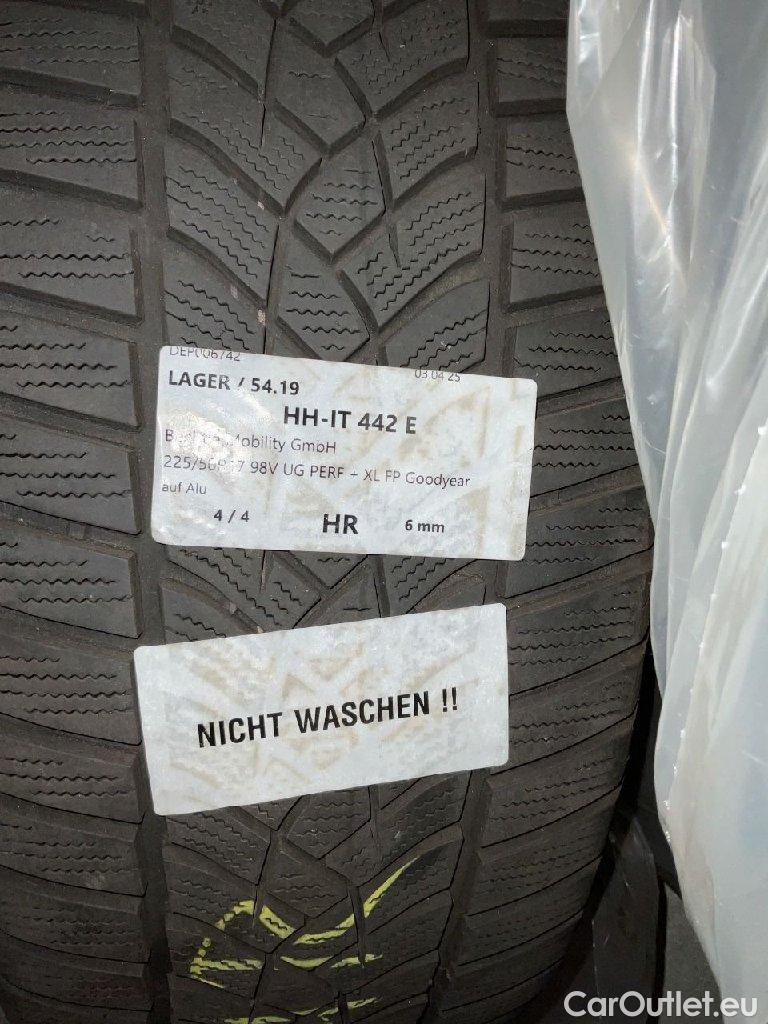 DEP006742
03.04.25
LAGER / 54.19
HH-IT 442 E
Mobility GmbH
98V UG PERF + XL FP Goodyear
auf Alu
4 / 4 HR 6 mm
NICHT WASCHEN !!
CarOutlet.eu